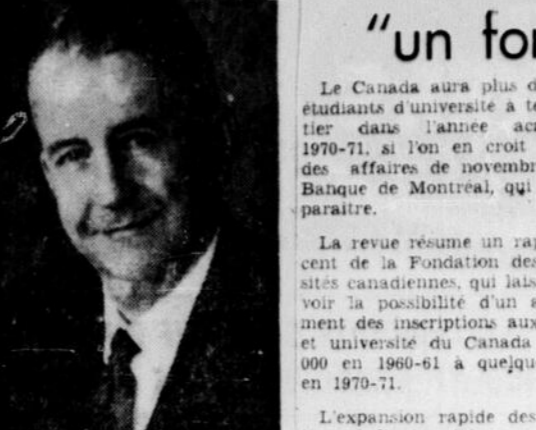 “un for
Le Canada aura plus d
étudiants d'université à te
tier dans l'année aca
1970-71, si l'on en croit
des affaires de novembr
Banque de Montréal, qui
paraître.
La revue résume un rap
cent de la Fondation des
sités canadiennes, qui lais
voir la possibilité d'un a
ment des inscriptions aux
et université du Canada
000 en 1960-61 à quelqu
en 1970-71.
L'expansion rapide des